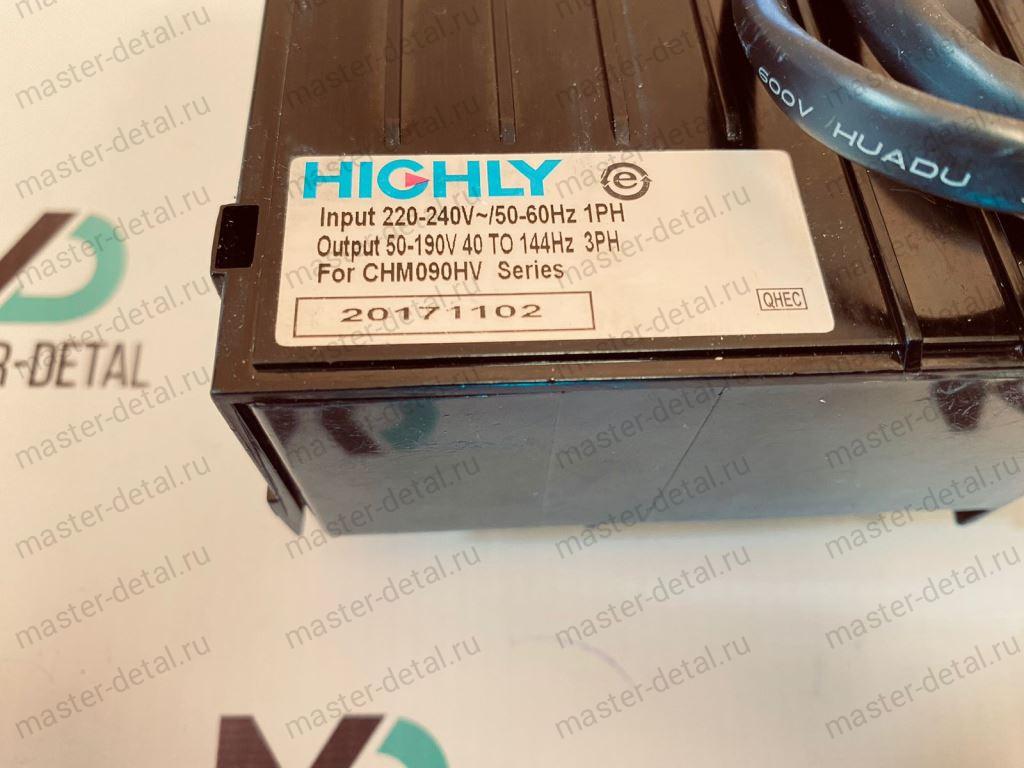 600V HUADU
HIGHLY e
Input 220-240V~/50-60Hz 1PH
Output 50-190V 40 TO 144Hz 3PH
For CHM090HV Series
20171102
QHEC
R-DETAL
master-detal.ru